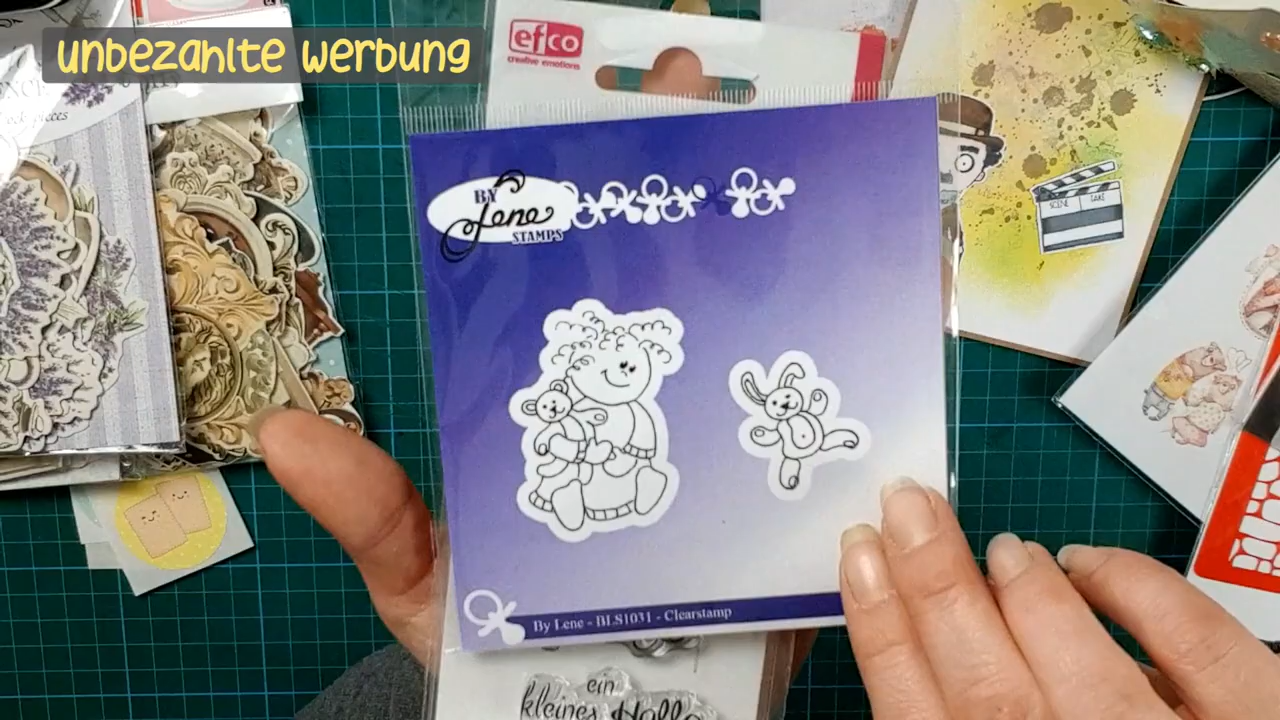 unbezahlte werbung
efco
creative emotions
BY
Lene
STAMPS
SCENE TAKE
By Lene - BLS1031 - Clearstamp
ein
kleines Hallo